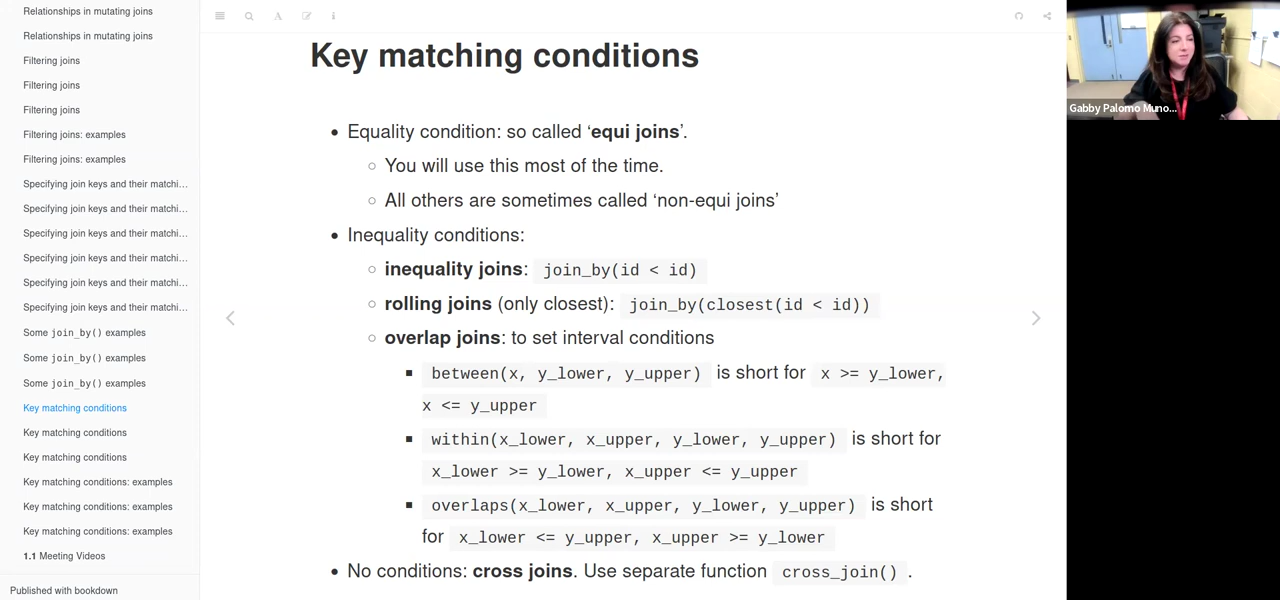 Relationships in mutating joins
Relationships in mutating joins
Filtering joins
Filtering joins
Filtering joins
Filtering joins: examples
Filtering joins: examples
Specifying join keys and their matchi...
Specifying join keys and their matchi...
Specifying join keys and their matchi...
Specifying join keys and their matchi...
Specifying join keys and their matchi...
Specifying join keys and their matchi...
Some join_by() examples
Some join_by() examples
Some join_by() examples
Key matching conditions
Key matching conditions
Key matching conditions
Key matching conditions: examples
Key matching conditions: examples
Key matching conditions: examples
1.1 Meeting Videos
Published with bookdown
Key matching conditions
• Equality condition: so called ‘equi joins’.
○ You will use this most of the time.
○ All others are sometimes called ‘non-equi joins’
• Inequality conditions:
○ inequality joins: join_by(id < id)
○ rolling joins (only closest): join_by(closest(id < id))
○ overlap joins: to set interval conditions
▪ between(x, y_lower, y_upper) is short for x >= y_lower,
x <= y_upper
▪ within(x_lower, x_upper, y_lower, y_upper) is short for
x_lower >= y_lower, x_upper <= y_upper
▪ overlaps(x_lower, x_upper, y_lower, y_upper) is short
for x_lower <= y_upper, x_upper >= y_lower
• No conditions: cross joins. Use separate function cross_join() .
Gabby Palomo Muno...